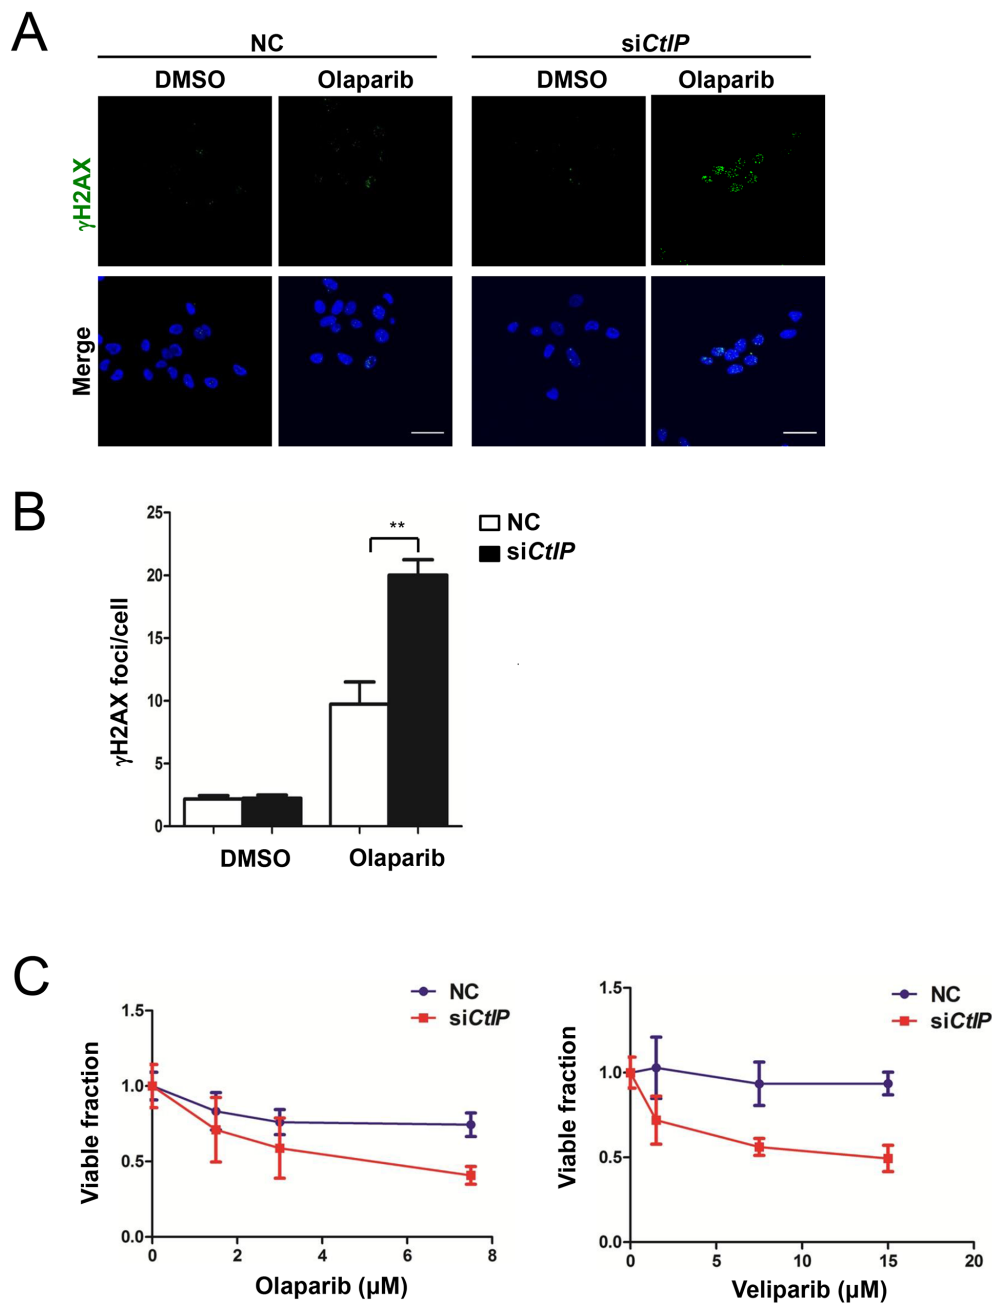 A
NC siCtIP
DMSO Olaparib DMSO Olaparib
γH2AX
Merge
B
25
20
15
10
5
0
γH2AX foci/cell
**
NC
siCtIP
DMSO Olaparib
C
NC
siCtIP
1.5
1.0
0.5
0.0
Viable fraction
0 2 4 6 8
Olaparib (µM)
NC
siCtIP
1.5
1.0
0.5
0.0
Viable fraction
0 5 10 15 20
Veliparib (µM)